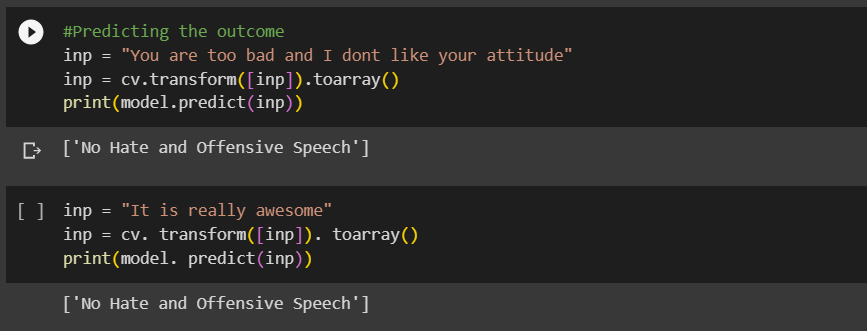 #Predicting the outcome
inp = "You are too bad and I dont like your attitude"
inp = cv.transform([inp]).toarray()
print(model.predict(inp))
['No Hate and Offensive Speech']
[ ] inp = "It is really awesome"
inp = cv. transform([inp]). toarray()
print(model. predict(inp))
['No Hate and Offensive Speech']